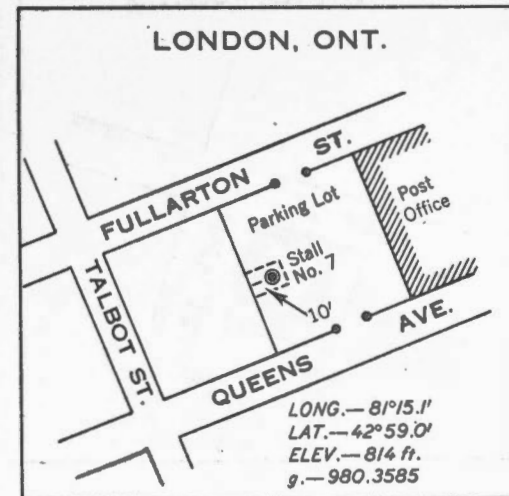 LONDON, ONT.
FULLARTON ST.
Parking Lot
Post
Office
Stall
No. 7
10'
TALBOT ST.
QUEENS AVE.
LONG.— 81°15.1'
LAT.— 42°59.0'
ELEV.— 814 ft.
g.— 980.3585